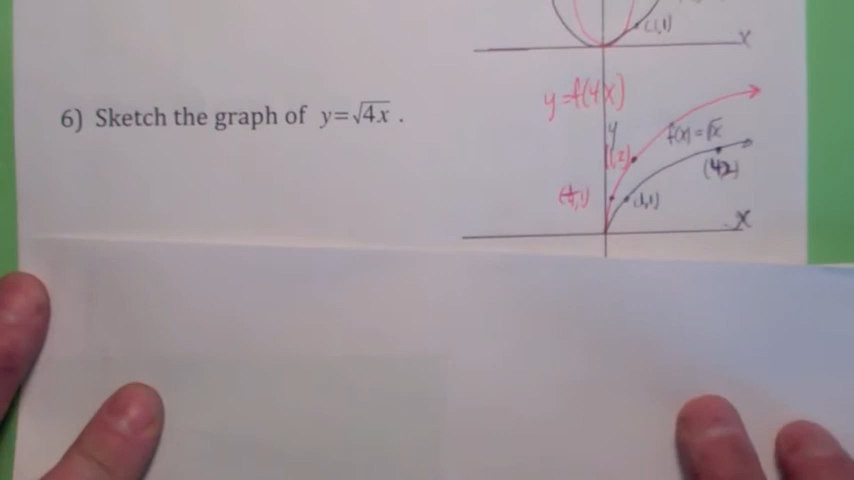 (1,1)
X
6) Sketch the graph of y=√4x .
y=f(4x)
y
f(x)=√x
(1,2)
(4,2)
(1/4,1)
(1,1)
X